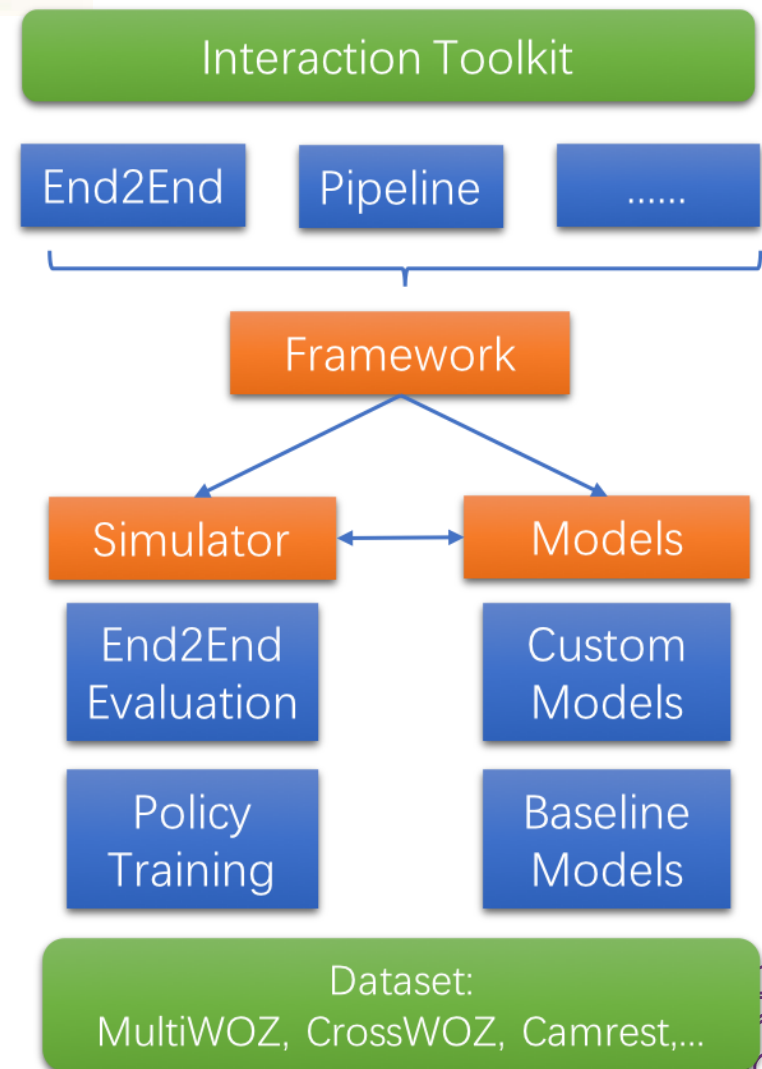 Interaction Toolkit
End2End
Pipeline
......
Framework
Simulator
Models
End2End
Evaluation
Custom
Models
Policy
Training
Baseline
Models
Dataset:
MultiWOZ, CrossWOZ, Camrest,...